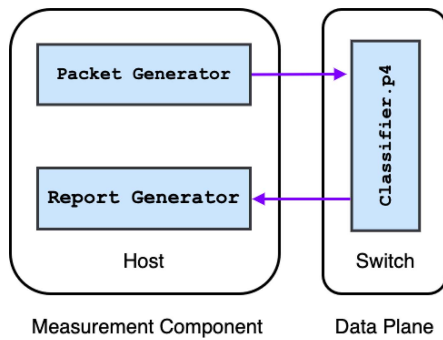 Packet Generator
Classifier.p4
Report Generator
Host
Switch
Measurement Component
Data Plane